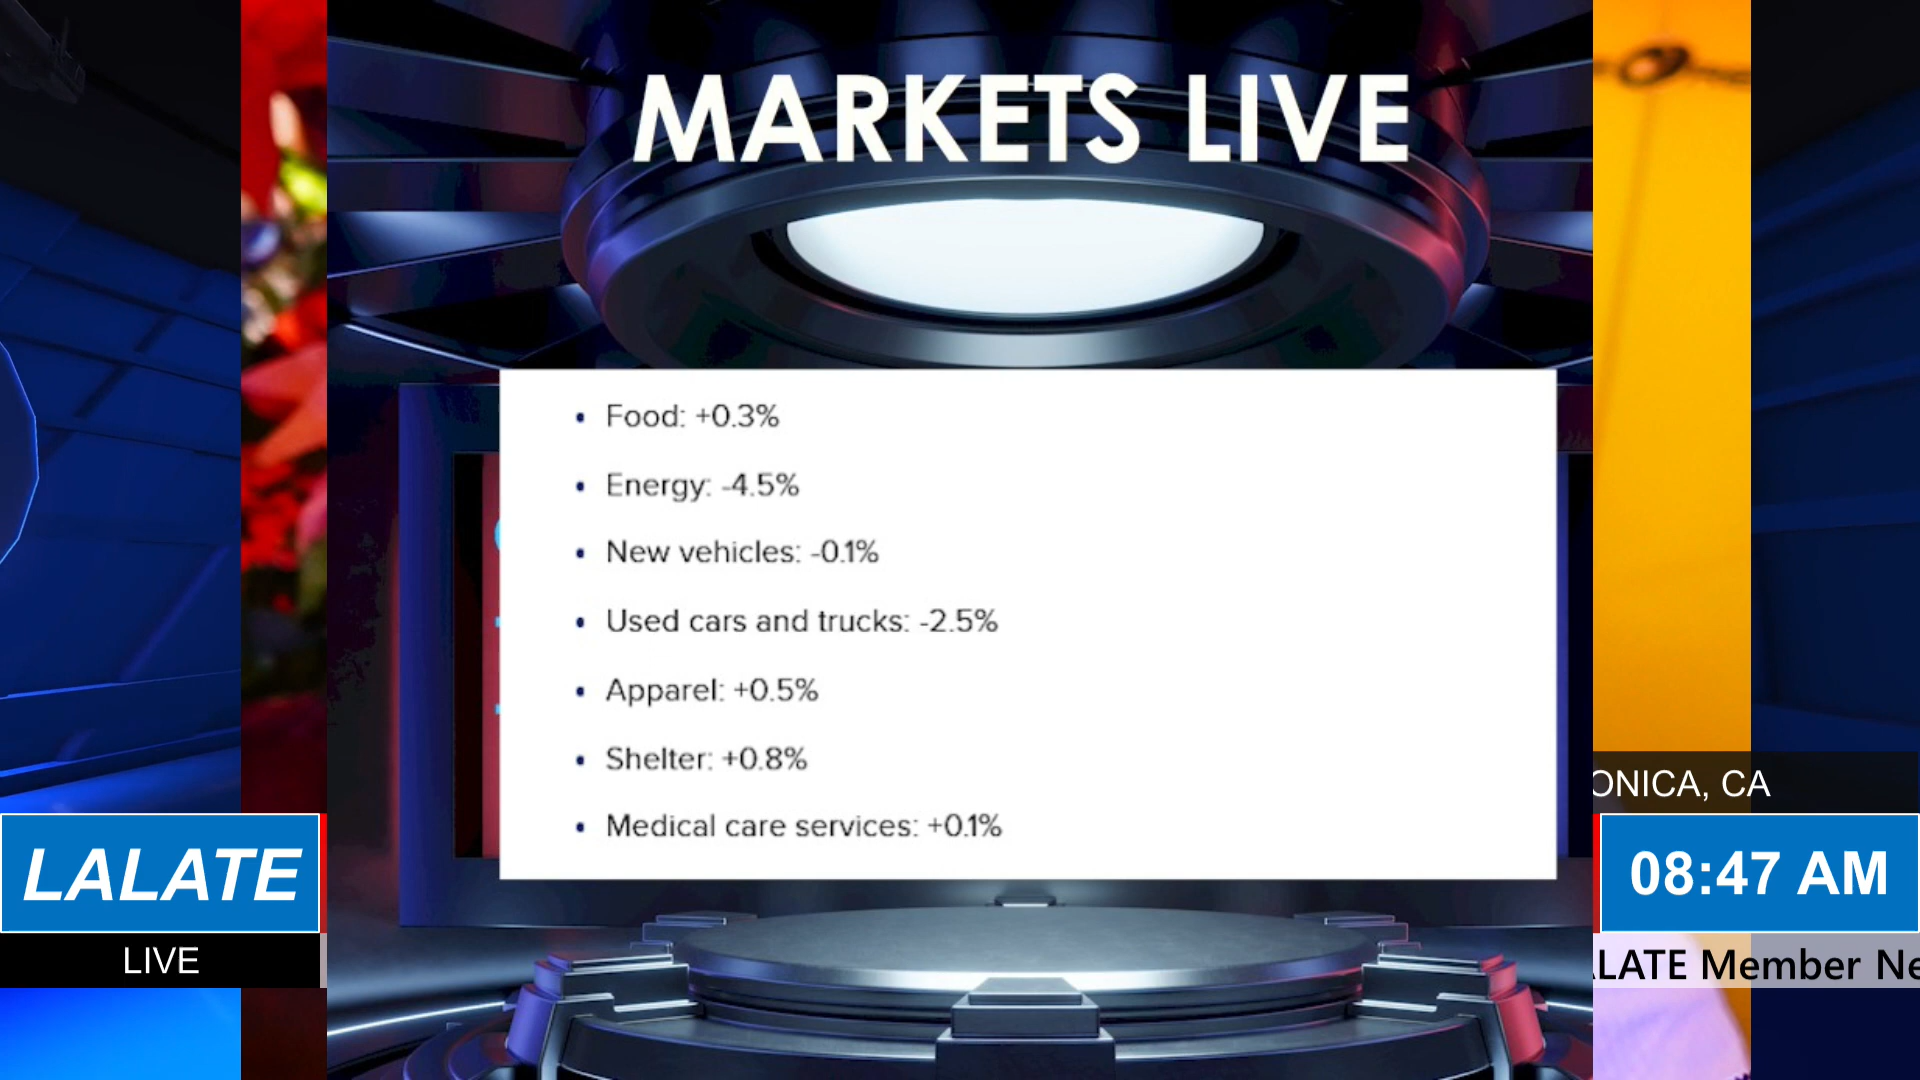 MARKETS LIVE
• Food: +0.3%
• Energy: -4.5%
• New vehicles: -0.1%
• Used cars and trucks: -2.5%
• Apparel: +0.5%
• Shelter: +0.8%
• Medical care services: +0.1%
ONICA, CA
LALATE
08:47 AM
LIVE
LATE Member Ne